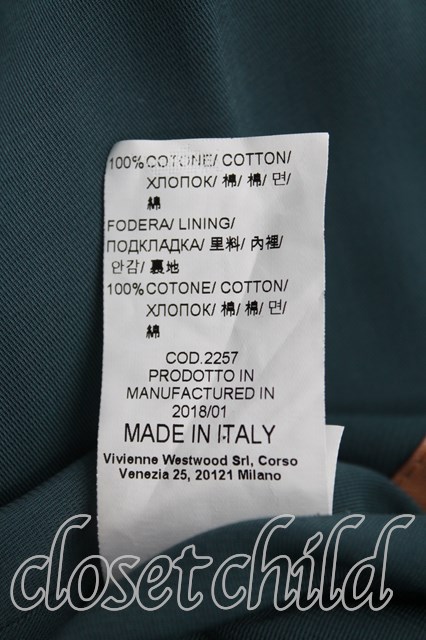 100% COTONE/ COTTON/
ХЛОПОК/ 棉/ 棉/ 면/
綿
FODERA/ LINING/
ПОДКЛАДКА/ 里料/ 內裡/
안감/ 裏地
100% COTONE/ COTTON/
ХЛОПОК/ 棉/ 棉/ 면/
綿
COD.2257
PRODOTTO IN
MANUFACTURED IN
2018/01
MADE IN ITALY
Vivienne Westwood Srl, Corso
Venezia 25, 20121 Milano
closetchild